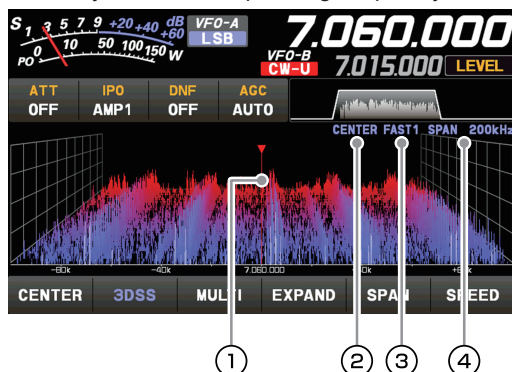 S 1 3 5 7 9 +20 +40 +60 dB
PO 0 10 50 100 150 W
VFO-A
LSB
7.060.000
VFO-B
CW-U
7.015.000
LEVEL
ATT IPO DNF AGC
OFF AMP1 OFF AUTO
CENTER FAST1 SPAN 200kHz
1
-80k -40k 7.060.000
CENTER 3DSS MULTI EXPAND SPAN SPEED
1 2 3 4